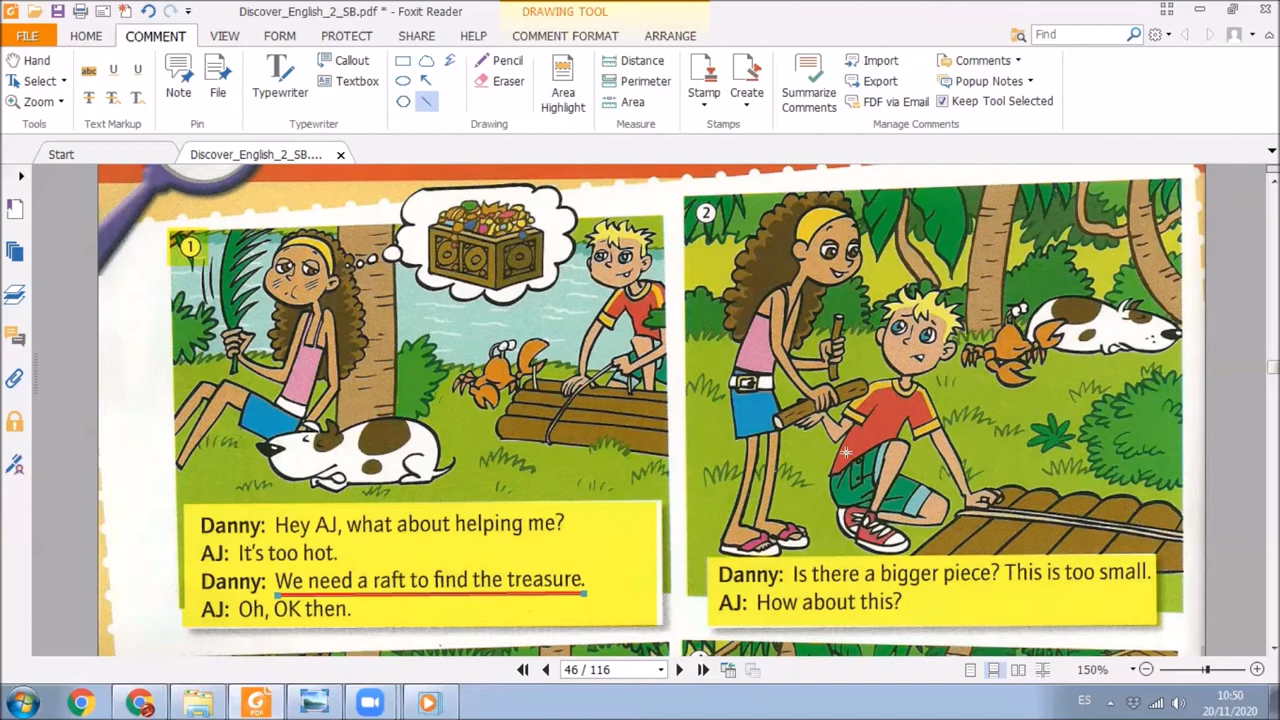 Discover_English_2_SB.pdf * - Foxit Reader
DRAWING TOOL
FILE HOME COMMENT VIEW FORM PROTECT SHARE HELP COMMENT FORMAT ARRANGE
Find
Hand
Select
Zoom
Tools
abc U U
T T T
Text Markup
Note
File
Pin
Typewriter
Callout
Textbox
Typewriter
Pencil
Eraser
Area Highlight
Drawing
Distance
Perimeter
Area
Measure
Stamp
Create
Stamps
Summarize Comments
Import
Export
FDF via Email
Comments
Popup Notes
Keep Tool Selected
Manage Comments
Start
Discover_English_2_SB....
1
Danny: Hey AJ, what about helping me?
AJ: It's too hot.
Danny: We need a raft to find the treasure.
AJ: Oh, OK then.
2
Danny: Is there a bigger piece? This is too small.
AJ: How about this?
46 / 116
150%
PDF
ES
10:50
20/11/2020